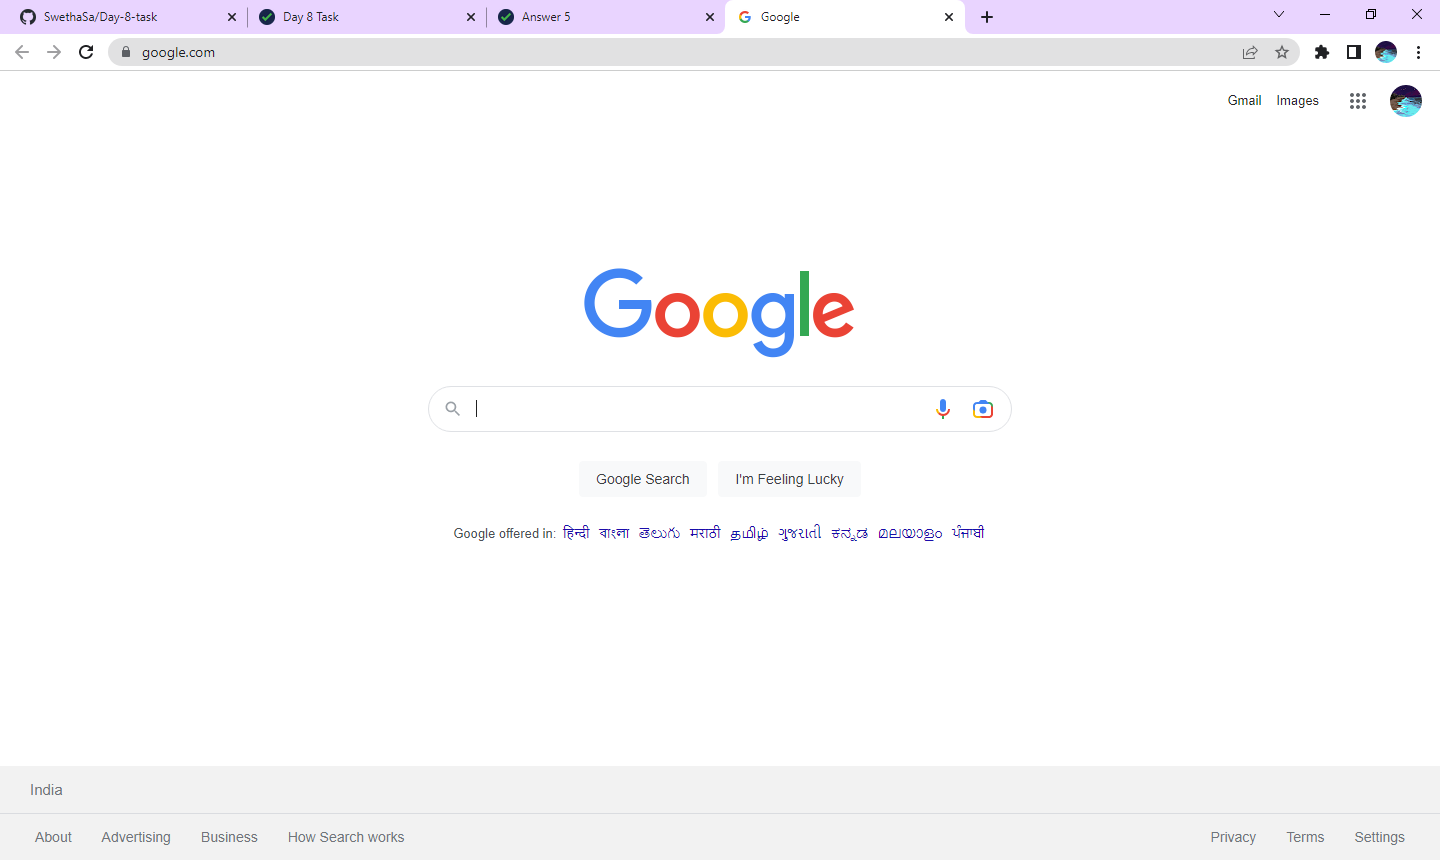 SwethaSa/Day-8-task
Day 8 Task
Answer 5
Google
google.com
Gmail Images
Google
Google Search I'm Feeling Lucky
Google offered in: हिन्दी বাংলা తెలుగు मराठी தமிழ் ગુજરાતી ಕನ್ನಡ മലയാളം ਪੰਜਾਬੀ
India
About Advertising Business How Search works Privacy Terms Settings